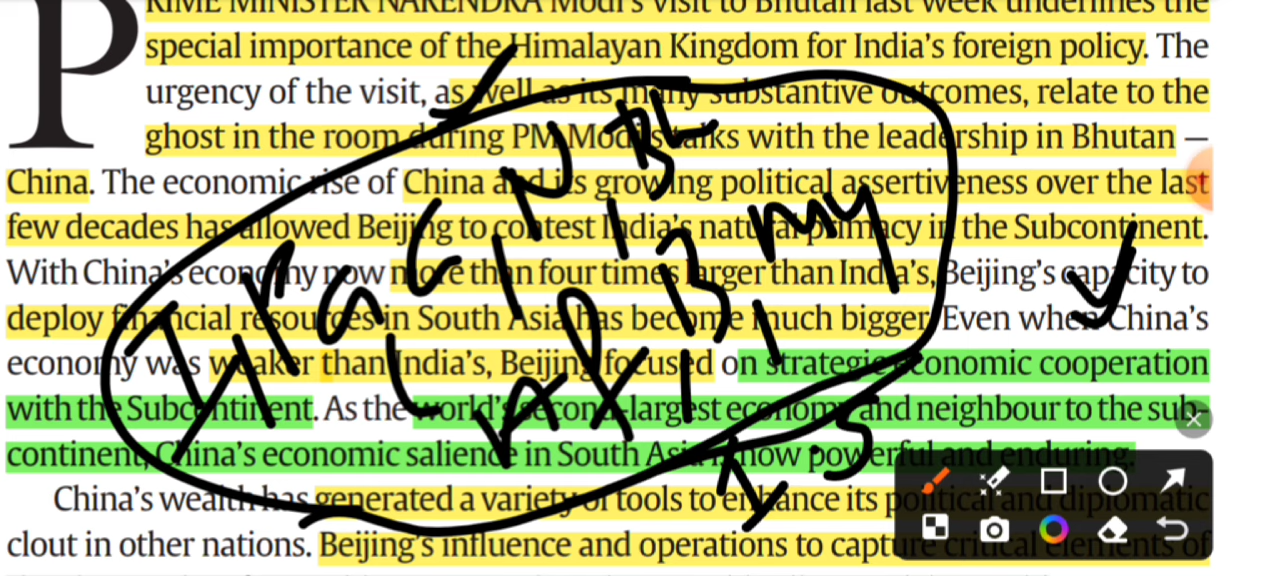 PRIME MINISTER NARENDRA Modi's visit to Bhutan last week underlines the
special importance of the Himalayan Kingdom for India's foreign policy. The
urgency of the visit, as well as its many substantive outcomes, relate to the
ghost in the room during PM Modi's talks with the leadership in Bhutan —
China. The economic rise of China and its growing political assertiveness over the last
few decades has allowed Beijing to contest India's natural primacy in the Subcontinent.
With China's economy now more than four times larger than India's, Beijing's capacity to
deploy financial resources in South Asia has become much bigger. Even when China's
economy was weaker than India's, Beijing focused on strategic economic cooperation
with the Subcontinent. As the world's second-largest economy and neighbour to the sub-
continent, China's economic salience in South Asia is now powerful and enduring.
China's wealth has generated a variety of tools to enhance its political and diplomatic
clout in other nations. Beijing's influence and operations to capture critical elements of